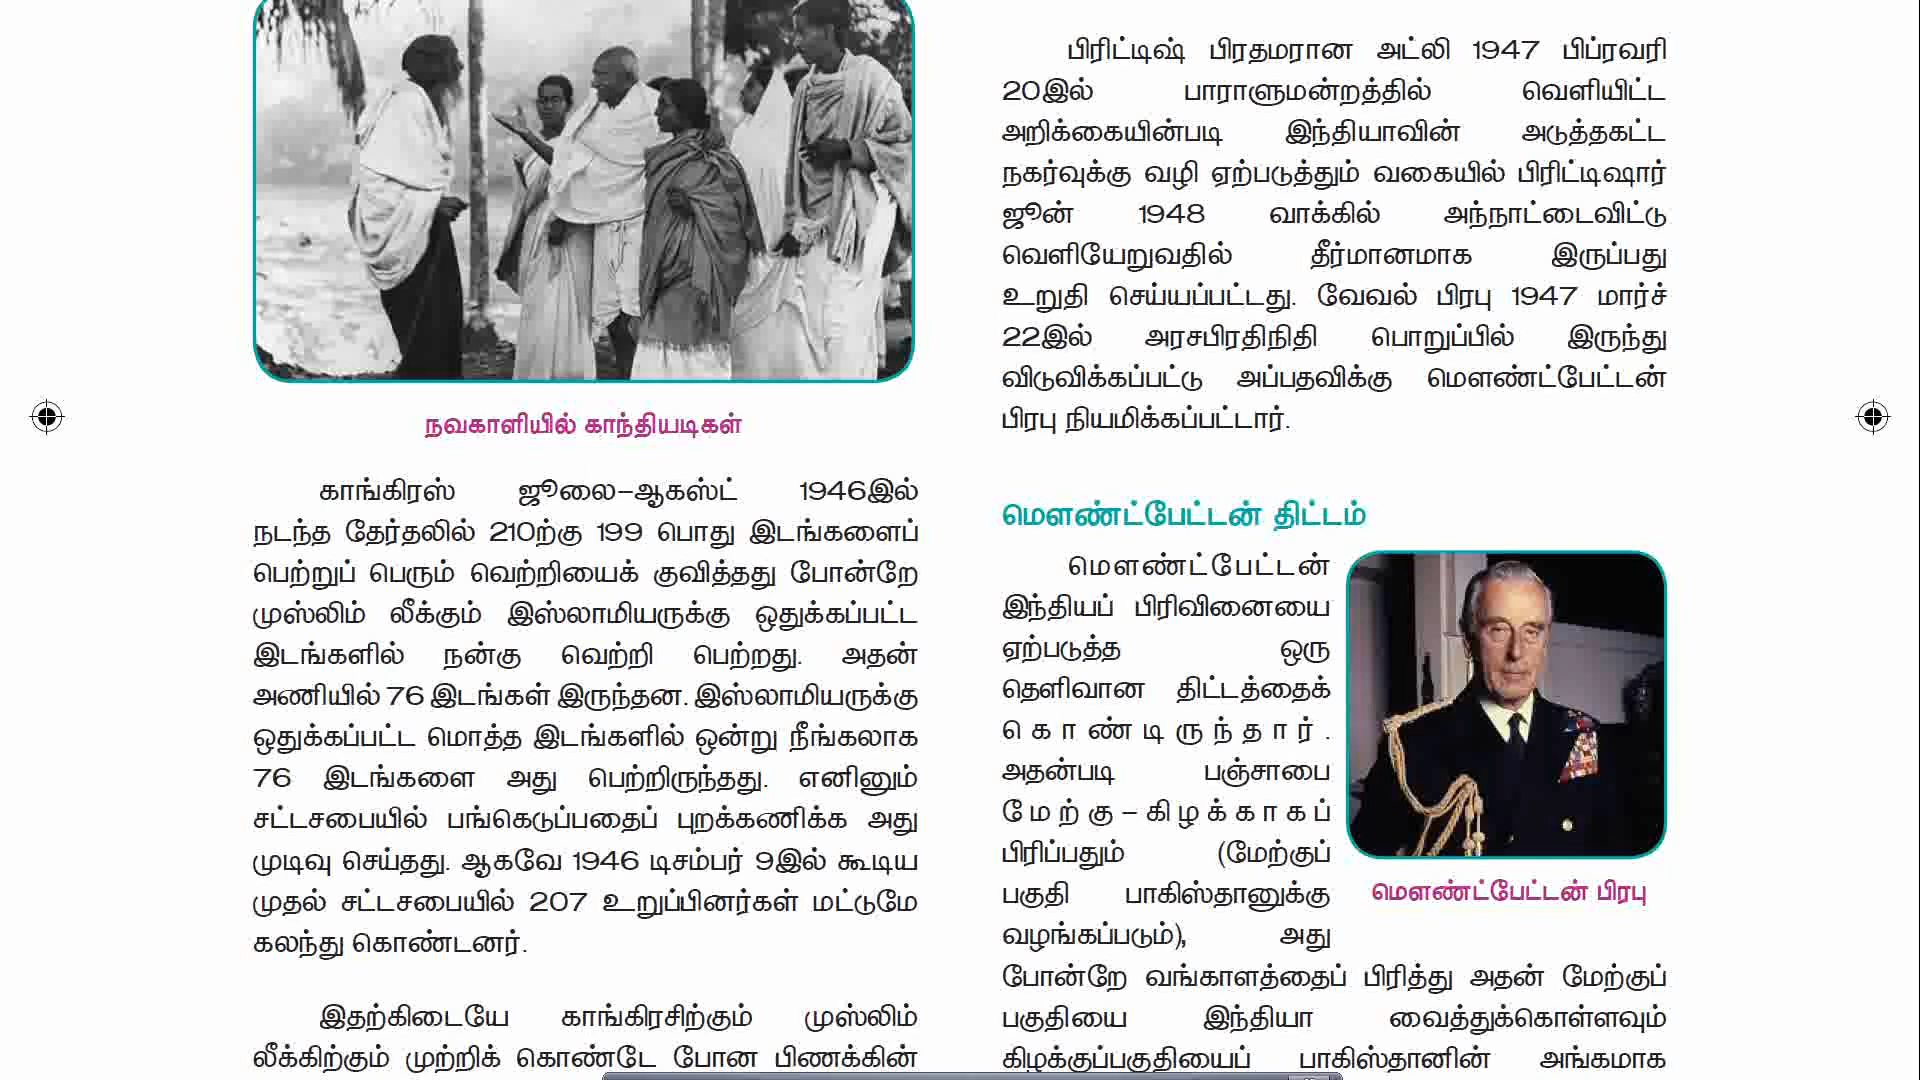 நவகாளியில் காந்தியடிகள்
காங்கிரஸ் ஜூலை–ஆகஸ்ட் 1946இல்
நடந்த தேர்தலில் 210ற்கு 199 பொது இடங்களைப்
பெற்றுப் பெரும் வெற்றியைக் குவித்தது போன்றே
முஸ்லிம் லீக்கும் இஸ்லாமியருக்கு ஒதுக்கப்பட்ட
இடங்களில் நன்கு வெற்றி பெற்றது. அதன்
அணியில் 76 இடங்கள் இருந்தன. இஸ்லாமியருக்கு
ஒதுக்கப்பட்ட மொத்த இடங்களில் ஒன்று நீங்கலாக
76 இடங்களை அது பெற்றிருந்தது. எனினும்
சட்டசபையில் பங்கெடுப்பதைப் புறக்கணிக்க அது
முடிவு செய்தது. ஆகவே 1946 டிசம்பர் 9இல் கூடிய
முதல் சட்டசபையில் 207 உறுப்பினர்கள் மட்டுமே
கலந்து கொண்டனர்.
இதற்கிடையே காங்கிரசிற்கும் முஸ்லிம்
லீக்கிற்கும் முற்றிக் கொண்டே போன பிணக்கின்
பிரிட்டிஷ் பிரதமரான அட்லி 1947 பிப்ரவரி
20இல் பாராளுமன்றத்தில் வெளியிட்ட
அறிக்கையின்படி இந்தியாவின் அடுத்தகட்ட
நகர்வுக்கு வழி ஏற்படுத்தும் வகையில் பிரிட்டிஷார்
ஜூன் 1948 வாக்கில் அந்நாட்டைவிட்டு
வெளியேறுவதில் தீர்மானமாக இருப்பது
உறுதி செய்யப்பட்டது. வேவல் பிரபு 1947 மார்ச்
22இல் அரசபிரதிநிதி பொறுப்பில் இருந்து
விடுவிக்கப்பட்டு அப்பதவிக்கு மௌண்ட்பேட்டன்
பிரபு நியமிக்கப்பட்டார்.
மௌண்ட்பேட்டன் திட்டம்
மௌண்ட்பேட்டன்
இந்தியப் பிரிவினையை
ஏற்படுத்த ஒரு
தெளிவான திட்டத்தைக்
கொண்டிருந்தார்.
அதன்படி பஞ்சாபை
மேற்கு–கிழக்காகப்
பிரிப்பதும் (மேற்குப்
பகுதி பாகிஸ்தானுக்கு
வழங்கப்படும்), அது
போன்றே வங்காளத்தைப் பிரித்து அதன் மேற்குப்
பகுதியை இந்தியா வைத்துக்கொள்ளவும்
கிழக்குப்பகுதியைப் பாகிஸ்தானின் அங்கமாக
மௌண்ட்பேட்டன் பிரபு